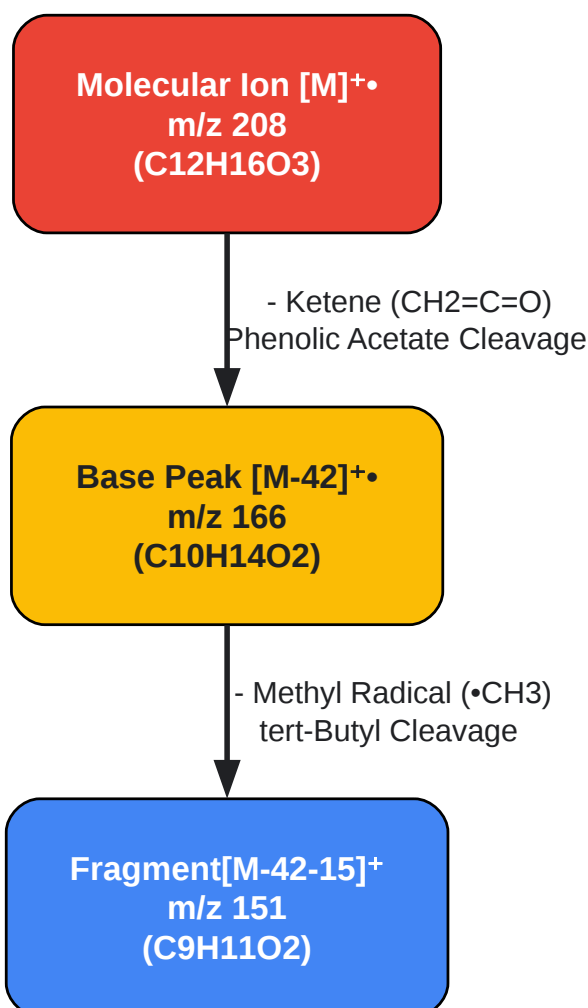 Molecular Ion [M]⁺•
m/z 208
(C12H16O3)
- Ketene (CH2=C=O)
Phenolic Acetate Cleavage
Base Peak [M-42]⁺•
m/z 166
(C10H14O2)
- Methyl Radical (•CH3)
tert-Butyl Cleavage
Fragment[M-42-15]⁺
m/z 151
(C9H11O2)